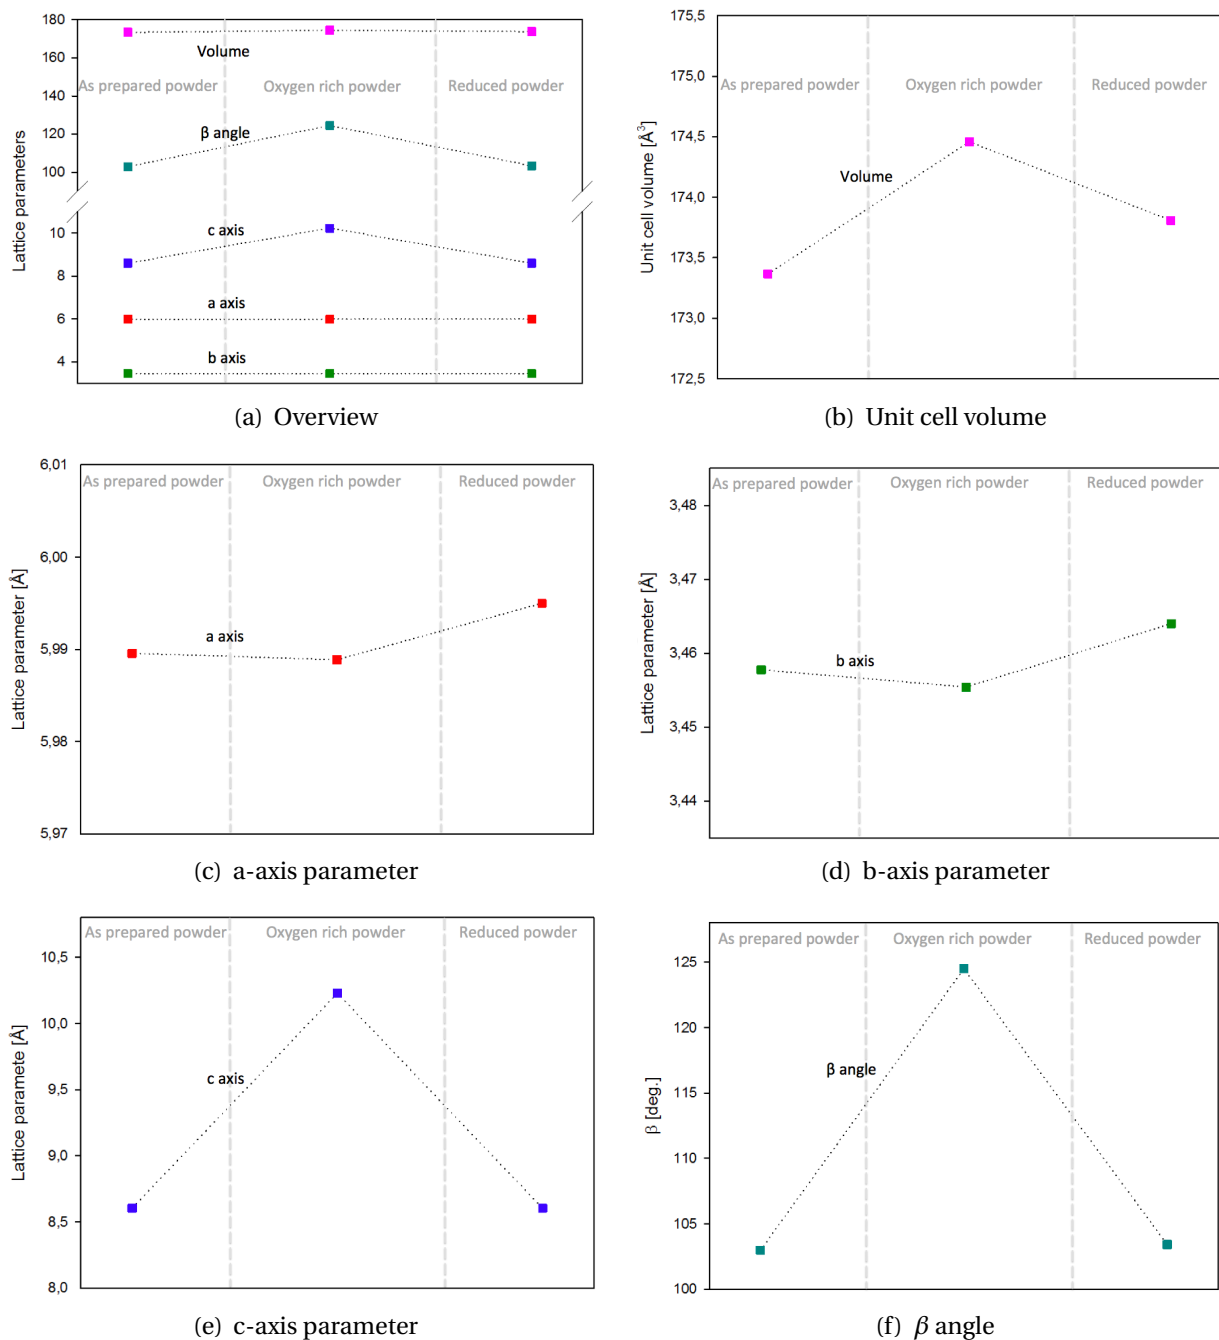 180
160
140
120
100
10
8
6
4
Lattice parameters
As prepared powder
Oxygen rich powder
Reduced powder
Volume
β angle
c axis
a axis
b axis
(a) Overview
175,5
175,0
174,5
174,0
173,5
173,0
172,5
Unit cell volume [Å³]
As prepared powder
Oxygen rich powder
Reduced powder
Volume
(b) Unit cell volume
6,01
6,00
5,99
5,98
5,97
Lattice parameter [Å]
As prepared powder
Oxygen rich powder
Reduced powder
a axis
(c) a-axis parameter
3,48
3,47
3,46
3,45
3,44
Lattice parameter [Å]
As prepared powder
Oxygen rich powder
Reduced powder
b axis
(d) b-axis parameter
10,5
10,0
9,5
9,0
8,5
8,0
Lattice paramete [Å]
As prepared powder
Oxygen rich powder
Reduced powder
c axis
(e) c-axis parameter
125
120
115
110
105
100
β [deg.]
As prepared powder
Oxygen rich powder
Reduced powder
β angle
(f) β angle